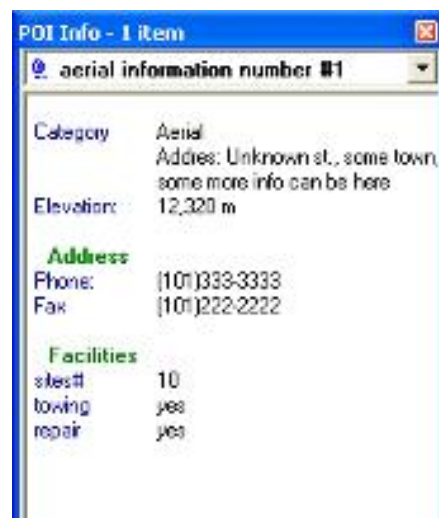 POI Info - 1 item
aerial information number #1
Category Aerial
Addres: Unknown st., some town,
some more info can be here
Elevation: 12,320 m
Address
Phone: (101)333-3333
Fax (101)222-2222
Facilities
sites# 10
towing yes
repair yes